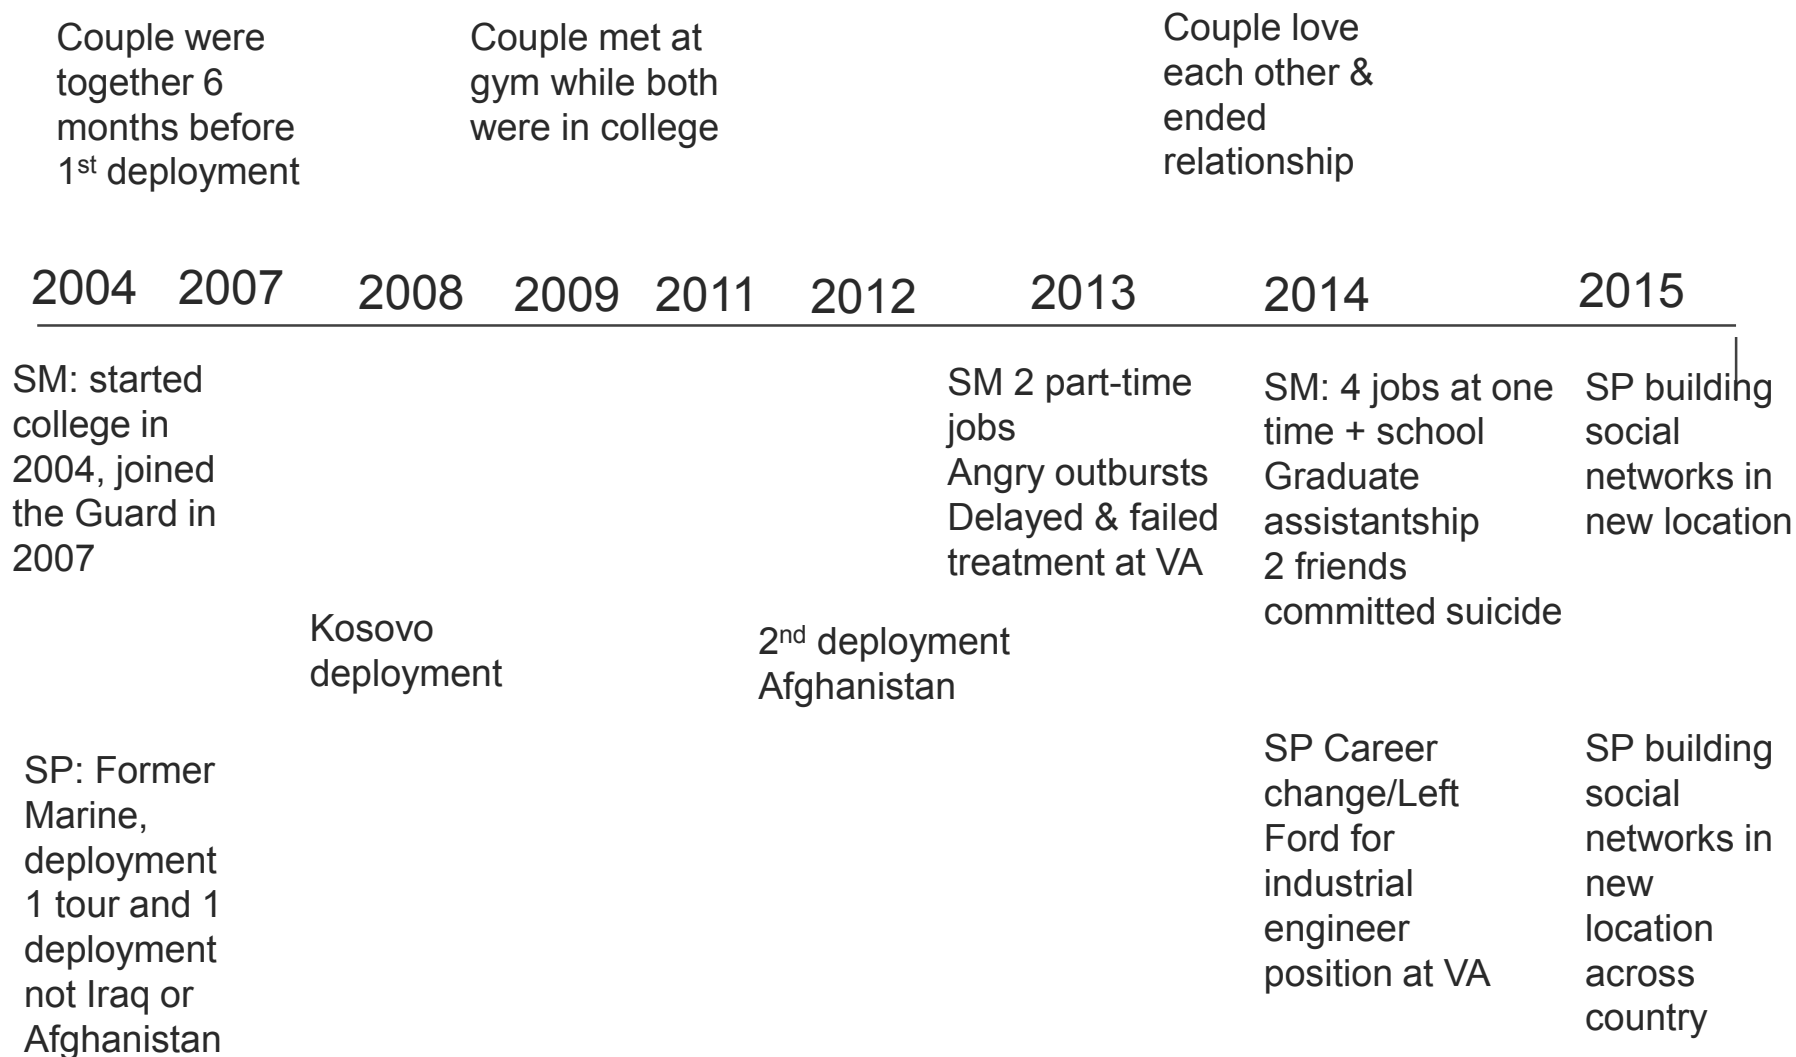 Couple were
together 6
months before
1st deployment
Couple met at
gym while both
were in college
Couple love
each other &
ended
relationship
2004 2007 2008 2009 2011 2012 2013 2014 2015
SM: started
college in
2004, joined
the Guard in
2007
SM 2 part-time
jobs
Angry outbursts
Delayed & failed
treatment at VA
SM: 4 jobs at one
time + school
Graduate
assistantship
2 friends
committed suicide
SP building
social
networks in
new location
Kosovo
deployment
2nd deployment
Afghanistan
SP: Former
Marine,
deployment
1 tour and 1
deployment
not Iraq or
Afghanistan
SP Career
change/Left
Ford for
industrial
engineer
position at VA
SP building
social
networks in
new
location
across
country